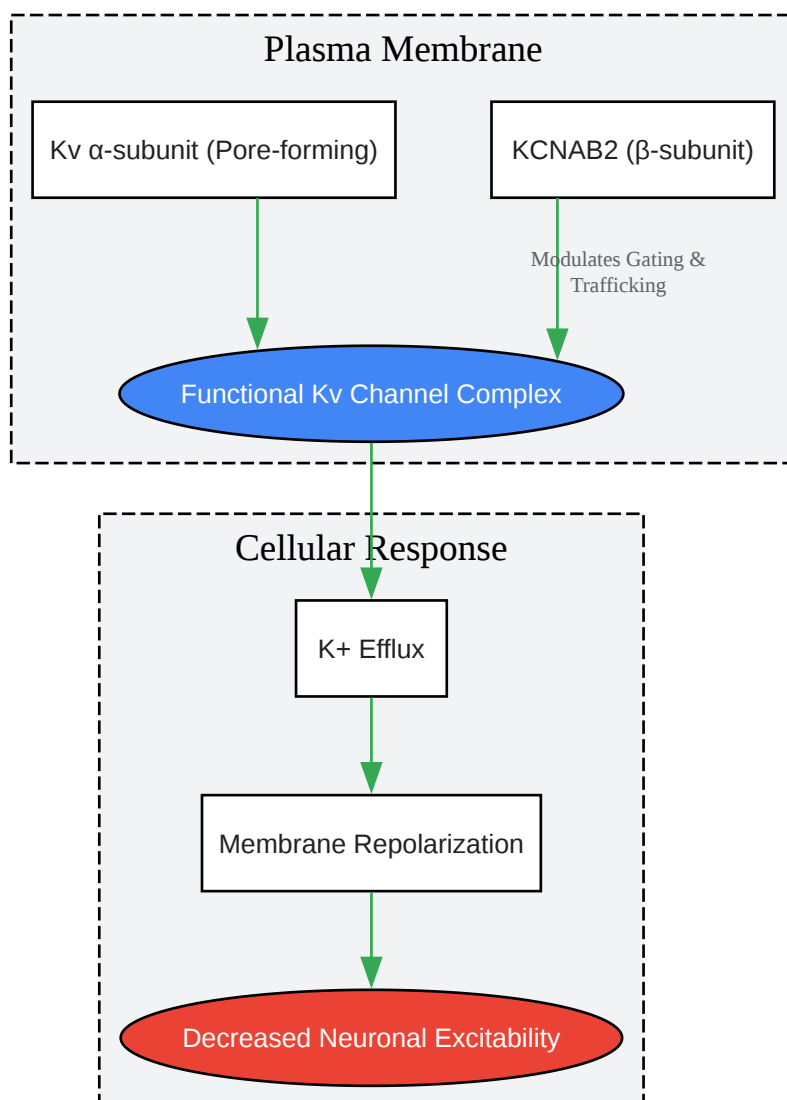 Plasma Membrane
Kv α-subunit (Pore-forming)
KCNAB2 (β-subunit)
Modulates Gating &
Trafficking
Functional Kv Channel Complex
Cellular Response
K+ Efflux
Membrane Repolarization
Decreased Neuronal Excitability